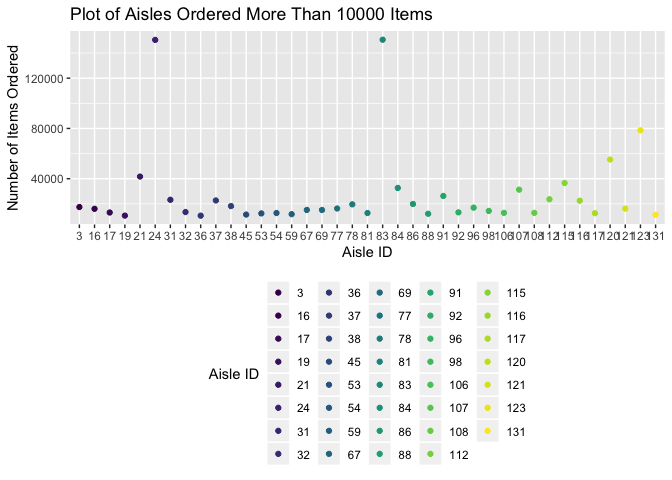 Plot of Aisles Ordered More Than 10000 Items
Number of Items Ordered
120000
80000
40000
3 16 17 19 21 24 31 32 36 37 38 45 53 54 59 67 69 77 78 81 83 84 86 88 91 92 96 98 106 107 108 112 115 116 117 120 121 123 131
Aisle ID
Aisle ID
3 36 69 91 115
16 37 77 92 116
17 38 78 96 117
19 45 81 98 120
21 53 83 106 121
24 54 84 107 123
31 59 86 108 131
32 67 88 112